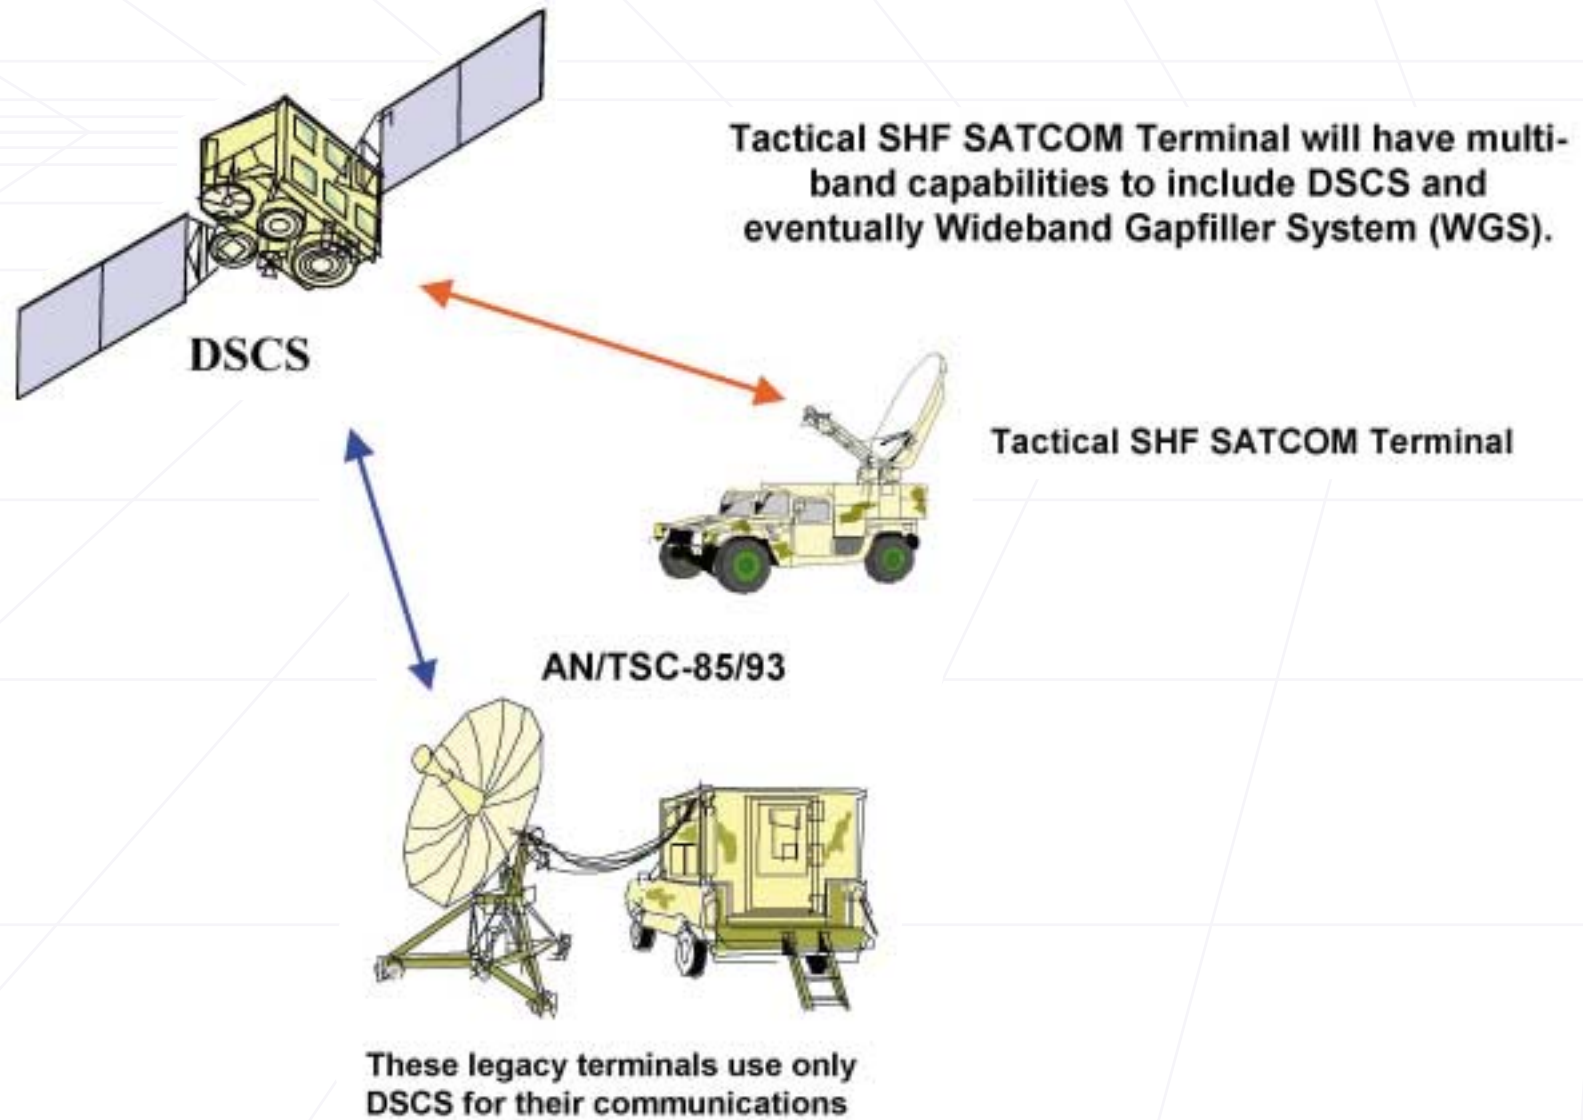 Tactical SHF SATCOM Terminal will have multi-
band capabilities to include DSCS and
eventually Wideband Gapfiller System (WGS).
DSCS
Tactical SHF SATCOM Terminal
AN/TSC-85/93
These legacy terminals use only
DSCS for their communications